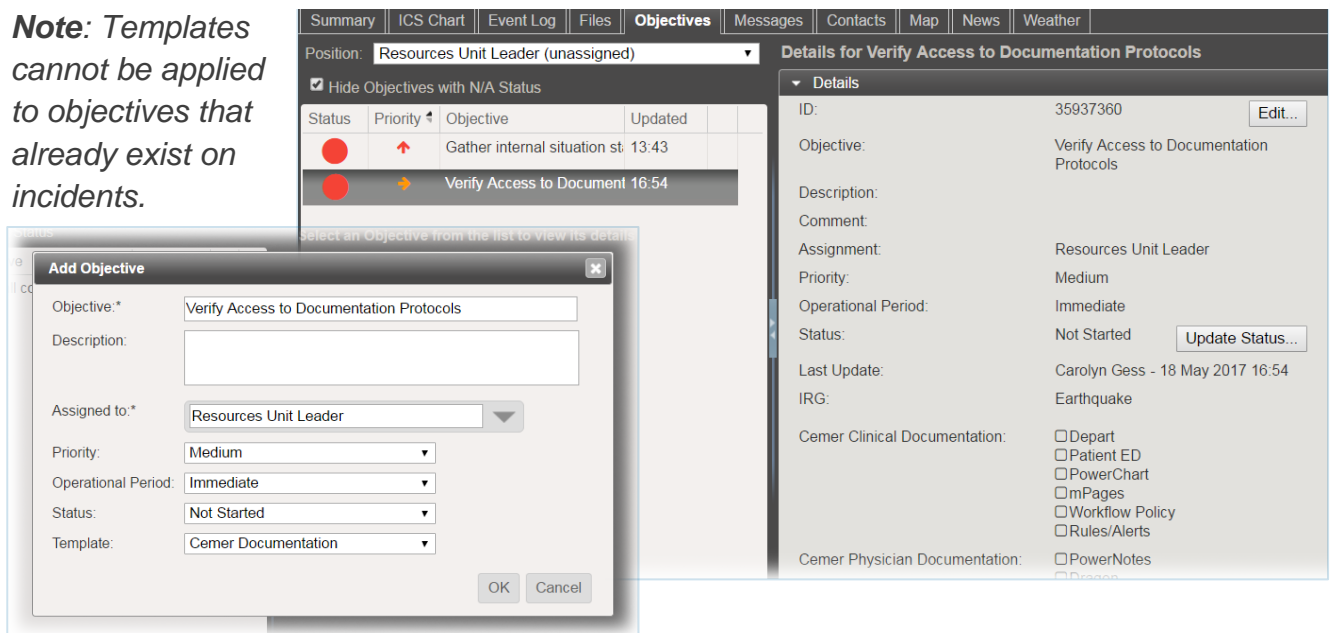 Note: Templates
cannot be applied
to objectives that
already exist on
incidents.
Summary ICS Chart Event Log Files Objectives Messages Contacts Map News Weather
Position: Resources Unit Leader (unassigned)
Hide Objectives with N/A Status
Status Priority Objective Updated
Gather internal situation st 13:43
Verify Access to Document 16:54
Select an Objective from the list to view its details
Details for Verify Access to Documentation Protocols
Details
ID: 35937360 Edit...
Objective: Verify Access to Documentation
Protocols
Description:
Comment:
Assignment: Resources Unit Leader
Priority: Medium
Operational Period: Immediate
Status: Not Started Update Status...
Last Update: Carolyn Gess - 18 May 2017 16:54
IRG: Earthquake
Cemer Clinical Documentation: Depart
Patient ED
PowerChart
mPages
Workflow Policy
Rules/Alerts
Cemer Physician Documentation: PowerNotes
Dragon
Status
Add Objective
Objective:* Verify Access to Documentation Protocols
Description:
Assigned to:* Resources Unit Leader
Priority: Medium
Operational Period: Immediate
Status: Not Started
Template: Cemer Documentation
OK Cancel